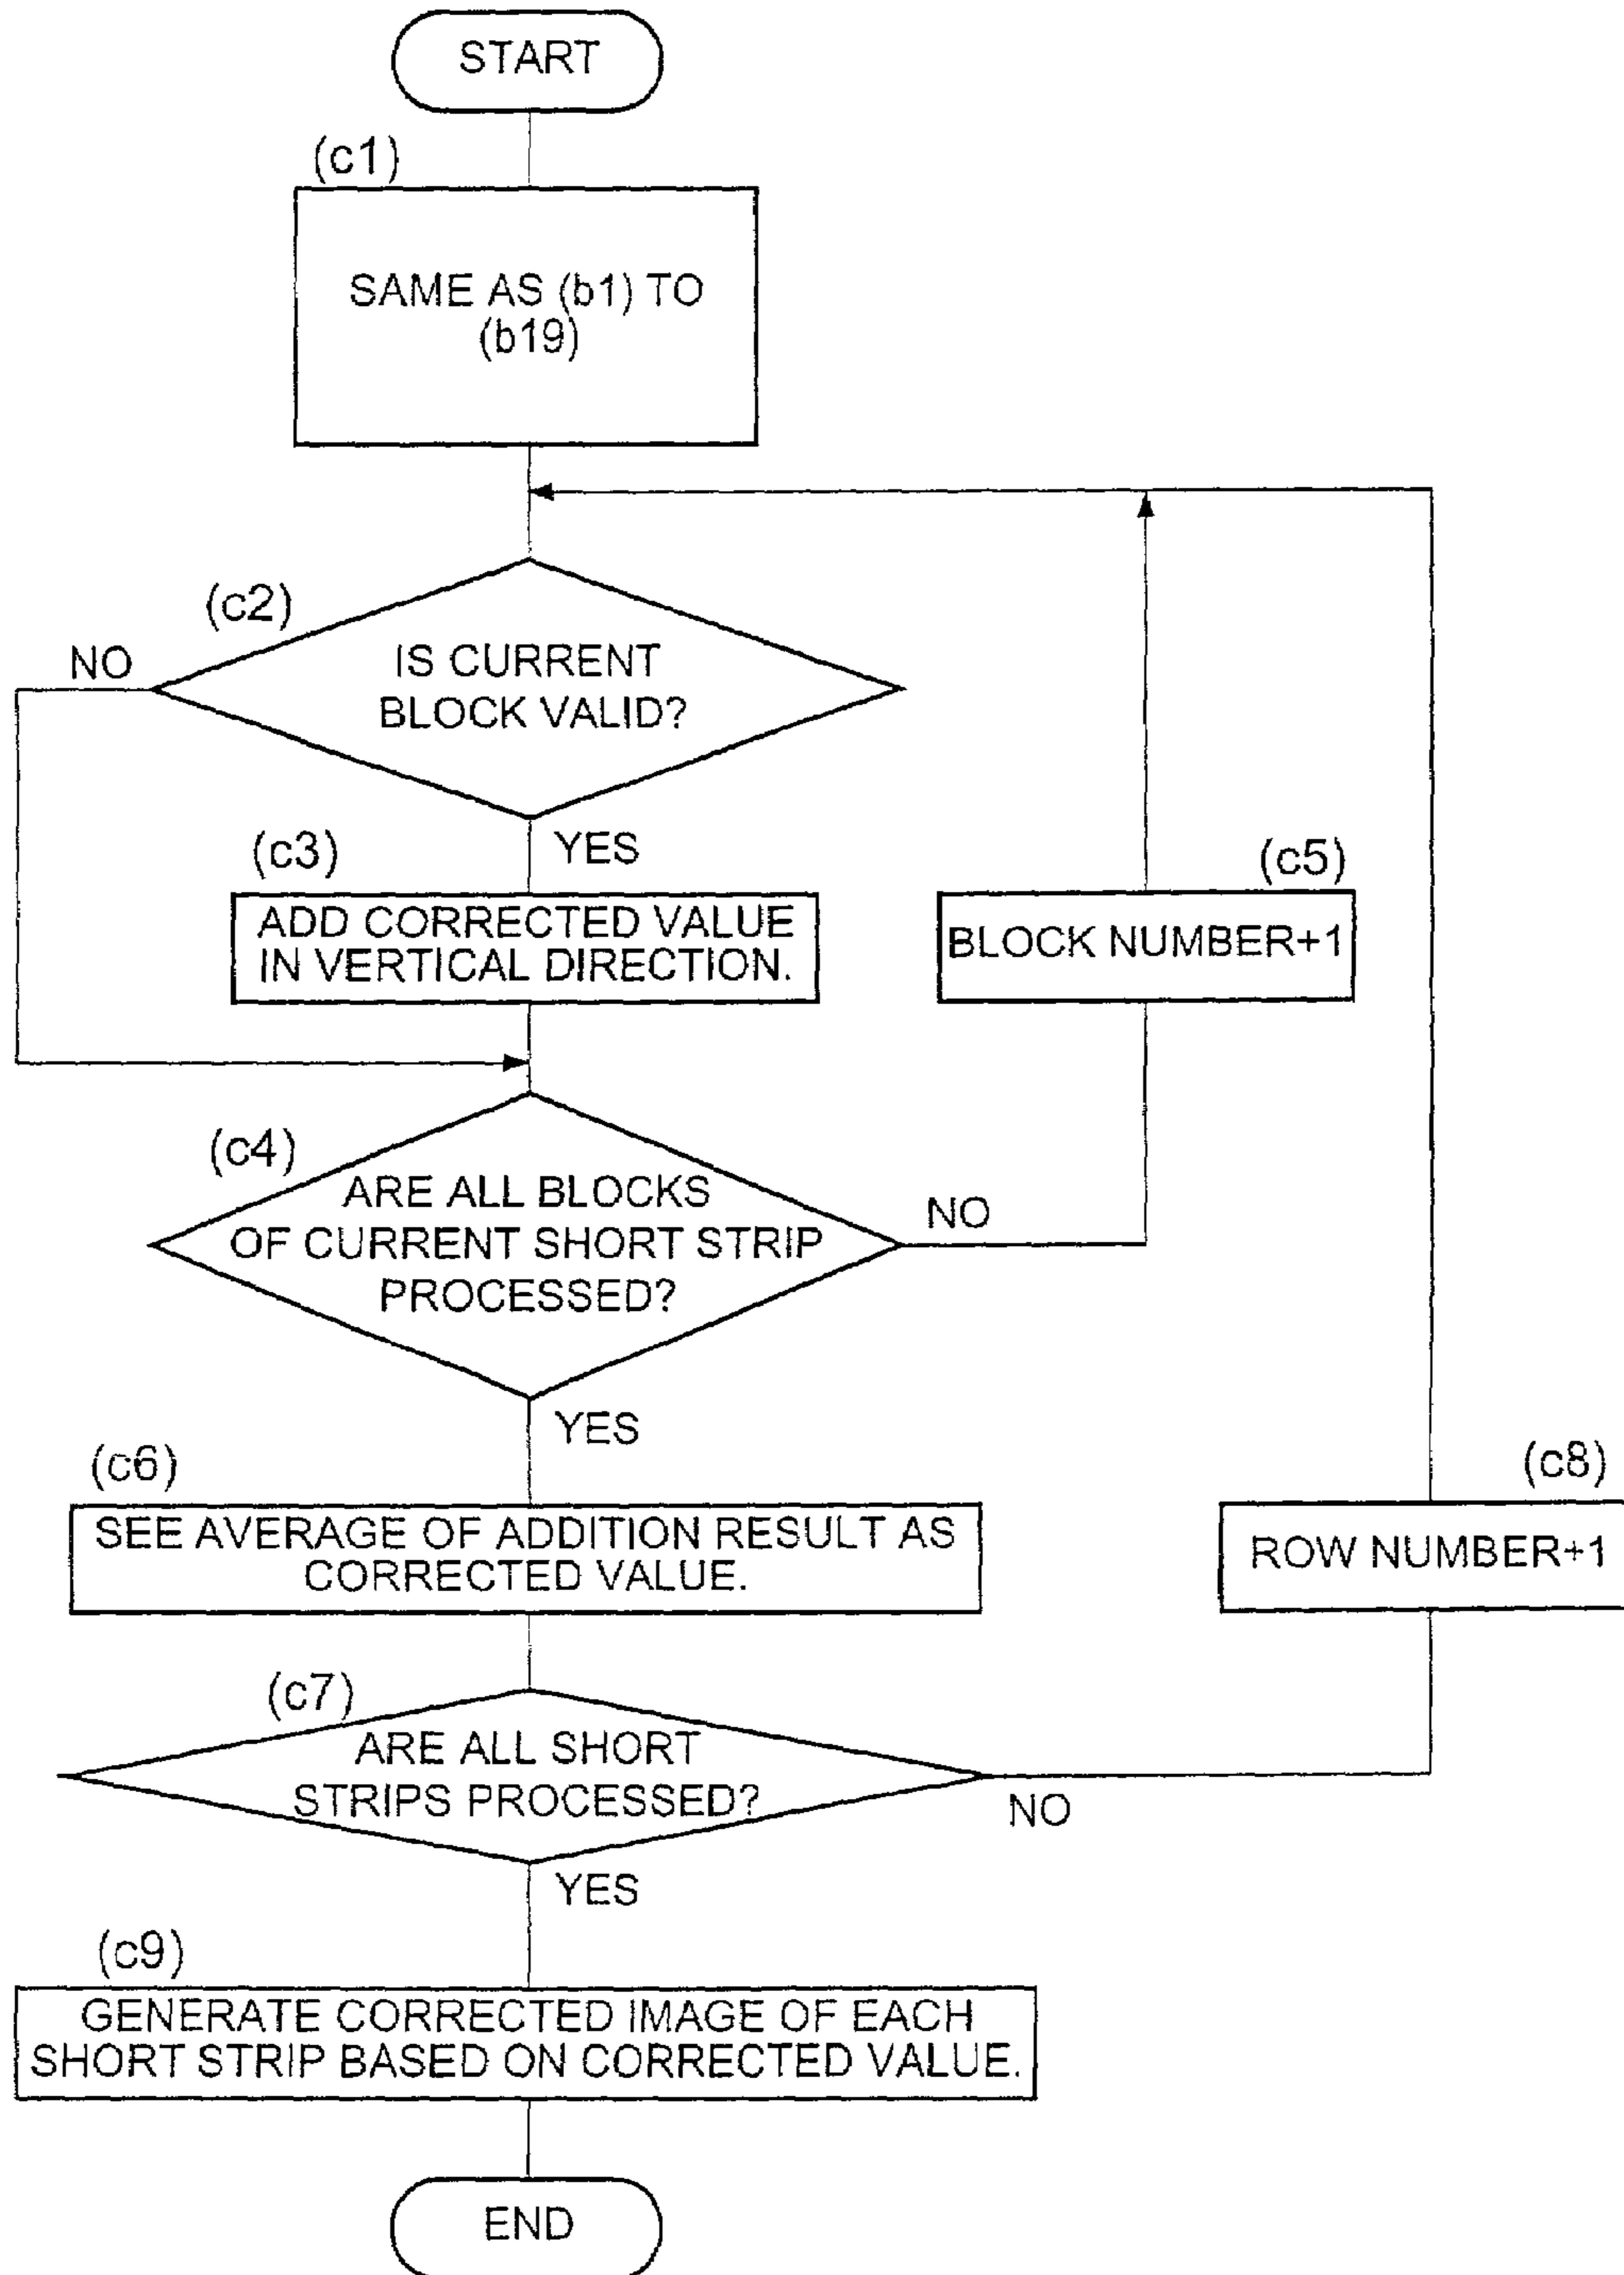 START
(c1)
SAME AS (b1) TO
(b19)
(c2)
NO
IS CURRENT
BLOCK VALID?
YES
(c3)
ADD CORRECTED VALUE
IN VERTICAL DIRECTION.
(c5)
BLOCK NUMBER+1
(c4)
ARE ALL BLOCKS
OF CURRENT SHORT STRIP
PROCESSED?
NO
YES
(c6)
SEE AVERAGE OF ADDITION RESULT AS
CORRECTED VALUE.
(c8)
ROW NUMBER+1
(c7)
ARE ALL SHORT
STRIPS PROCESSED?
NO
YES
(c9)
GENERATE CORRECTED IMAGE OF EACH
SHORT STRIP BASED ON CORRECTED VALUE.
END